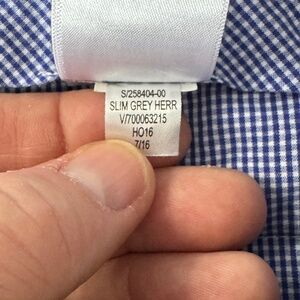 S/258404-00
SLIM GREY HERR
V/700063215
HO16
7/16